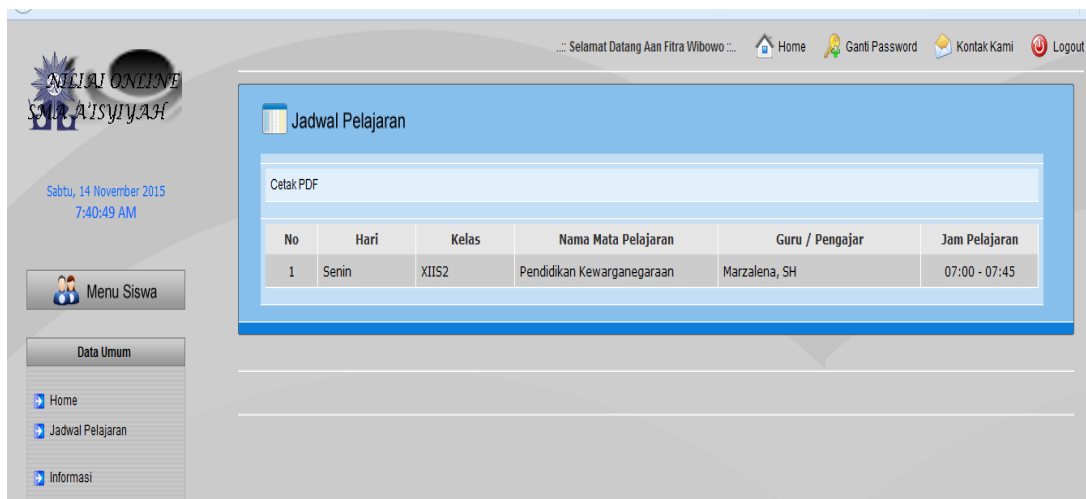 ..:: Selamat Datang Aan Fitra Wibowo ::.. Home Ganti Password Kontak Kami Logout
NILIAI ONLINE
SMA A'ISYIYAH
Sabtu, 14 November 2015
7:40:49 AM
Menu Siswa
Data Umum
Home
Jadwal Pelajaran
Informasi
Jadwal Pelajaran
Cetak PDF
No Hari Kelas Nama Mata Pelajaran Guru / Pengajar Jam Pelajaran
1 Senin XIIS2 Pendidikan Kewarganegaraan Marzalena, SH 07:00 - 07:45